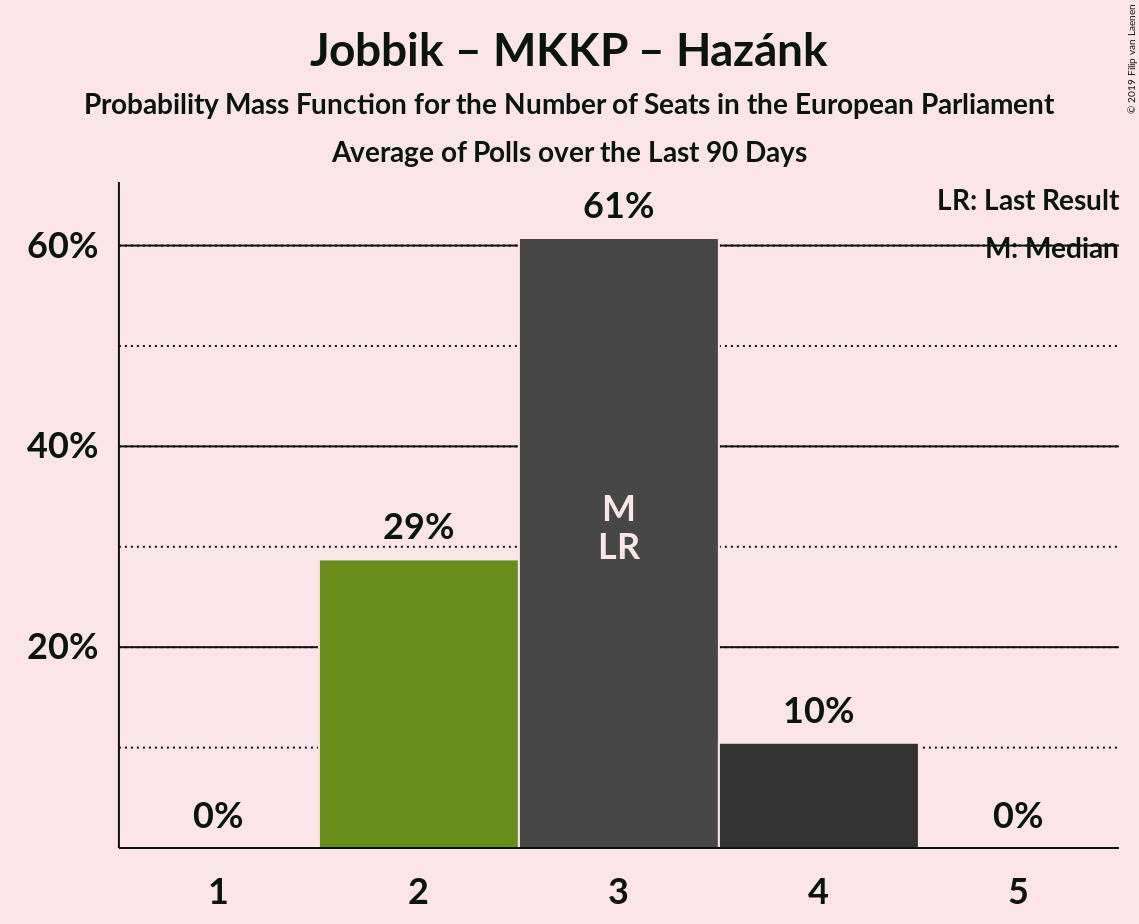 Jobbik – MKKP – Hazánk
Probability Mass Function for the Number of Seats in the European Parliament
Average of Polls over the Last 90 Days
© 2019 Filip van Laenen
LR: Last Result
M: Median
61%
60%
40%
29%
M
LR
20%
10%
0%
0%
1 2 3 4 5